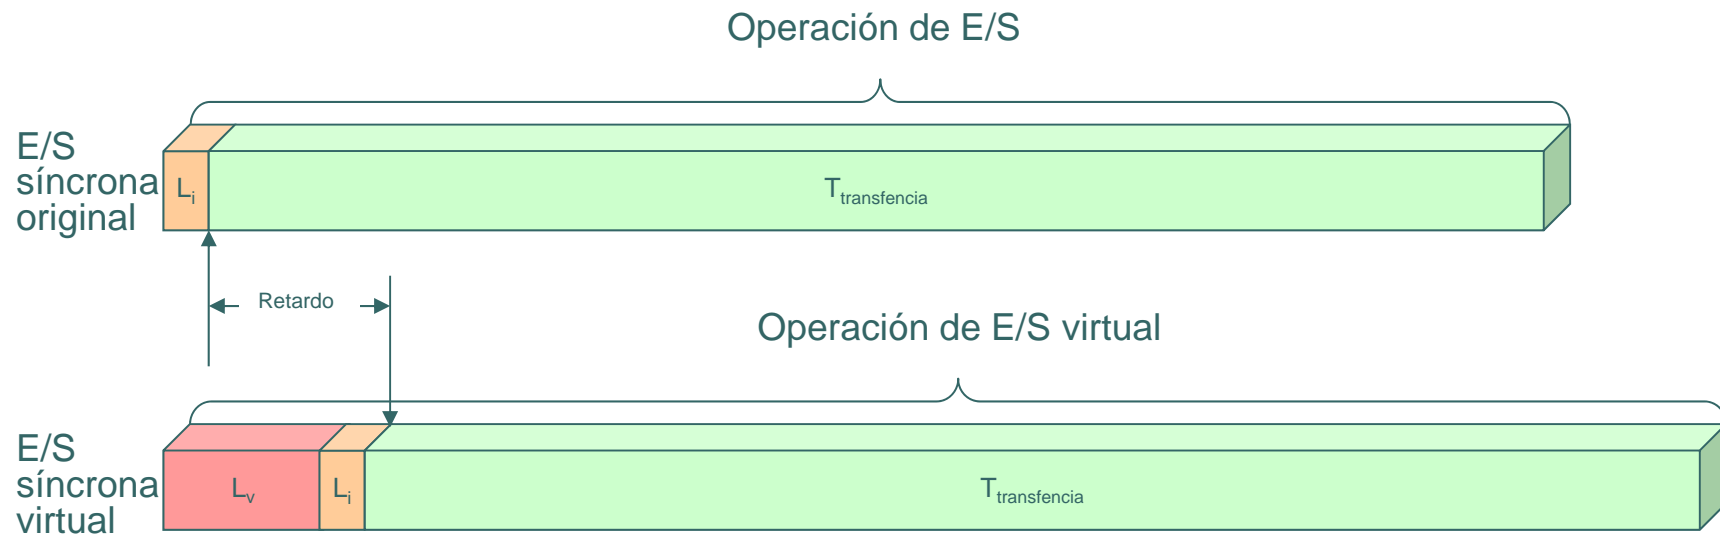 Operación de E/S
E/S
síncrona
original
Li
Ttransfencia
Retardo
Operación de E/S virtual
E/S
síncrona
virtual
Lv
Li
Ttransfencia